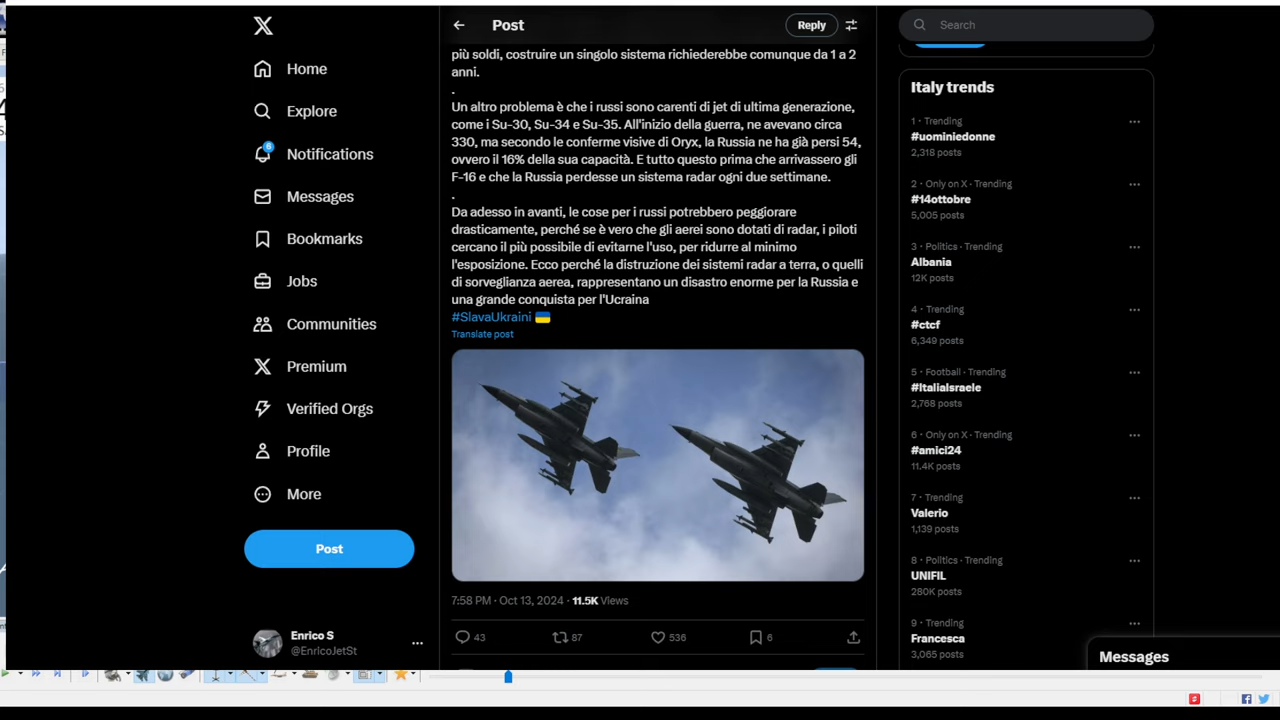 Home
Explore
6
Notifications
Messages
Bookmarks
Jobs
Communities
Premium
Verified Orgs
Profile
More
Post
Enrico S
@EnricoJetSt
Post
Reply
più soldi, costruire un singolo sistema richiederebbe comunque da 1 a 2
anni.
.
Un altro problema è che i russi sono carenti di jet di ultima generazione,
come i Su-30, Su-34 e Su-35. All'inizio della guerra, ne avevano circa
330, ma secondo le conferme visive di Oryx, la Russia ne ha già persi 54,
ovvero il 16% della sua capacità. E tutto questo prima che arrivassero gli
F-16 e che la Russia perdesse un sistema radar ogni due settimane.
.
Da adesso in avanti, le cose per i russi potrebbero peggiorare
drasticamente, perché se è vero che gli aerei sono dotati di radar, i piloti
cercano il più possibile di evitarne l'uso, per ridurre al minimo
l'esposizione. Ecco perché la distruzione dei sistemi radar a terra, o quelli
di sorveglianza aerea, rappresentano un disastro enorme per la Russia e
una grande conquista per l'Ucraina
#SlavaUkraini 🇺🇦
Translate post
7:58 PM · Oct 13, 2024 · 11.5K Views
43 87 536 6
Search
Italy trends
1 · Trending
#uominiedonne
2,318 posts
2 · Only on X · Trending
#14ottobre
5,005 posts
3 · Politics · Trending
Albania
12K posts
4 · Trending
#ctcf
6,349 posts
5 · Football · Trending
#ItaliaIsraele
2,768 posts
6 · Only on X · Trending
#amici24
11.4K posts
7 · Trending
Valerio
1,139 posts
8 · Politics · Trending
UNIFIL
280K posts
9 · Trending
Francesca
3,065 posts
Messages